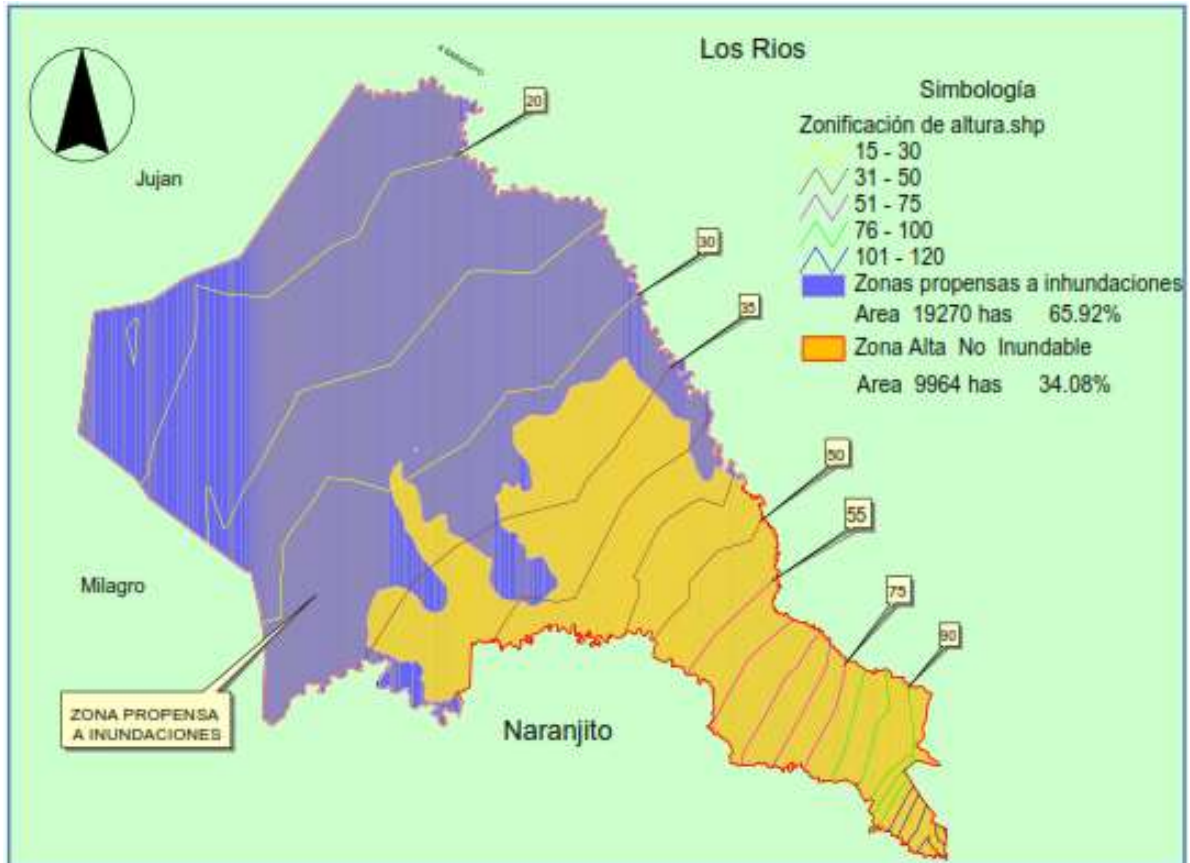 Los Rios
Simbología
Zonificación de altura.shp
15 - 30
31 - 50
51 - 75
76 - 100
101 - 120
Zonas propensas a inhundaciones
Area 19270 has 65.92%
Zona Alta No Inundable
Area 9964 has 34.08%
Jujan
20
30
35
50
55
75
90
Milagro
ZONA PROPENSA
A INUNDACIONES
Naranjito